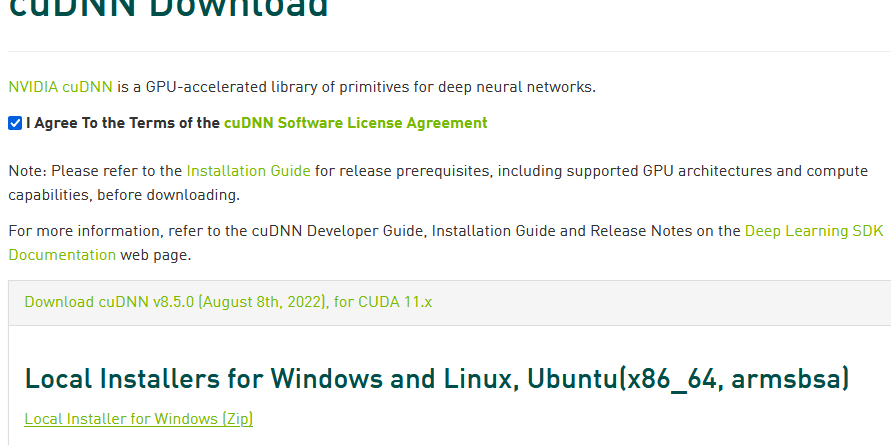 cuDNN Download
NVIDIA cuDNN is a GPU-accelerated library of primitives for deep neural networks.
I Agree To the Terms of the cuDNN Software License Agreement
Note: Please refer to the Installation Guide for release prerequisites, including supported GPU architectures and compute
capabilities, before downloading.
For more information, refer to the cuDNN Developer Guide, Installation Guide and Release Notes on the Deep Learning SDK
Documentation web page.
Download cuDNN v8.5.0 (August 8th, 2022), for CUDA 11.x
Local Installers for Windows and Linux, Ubuntu(x86_64, armsbsa)
Local Installer for Windows (Zip)